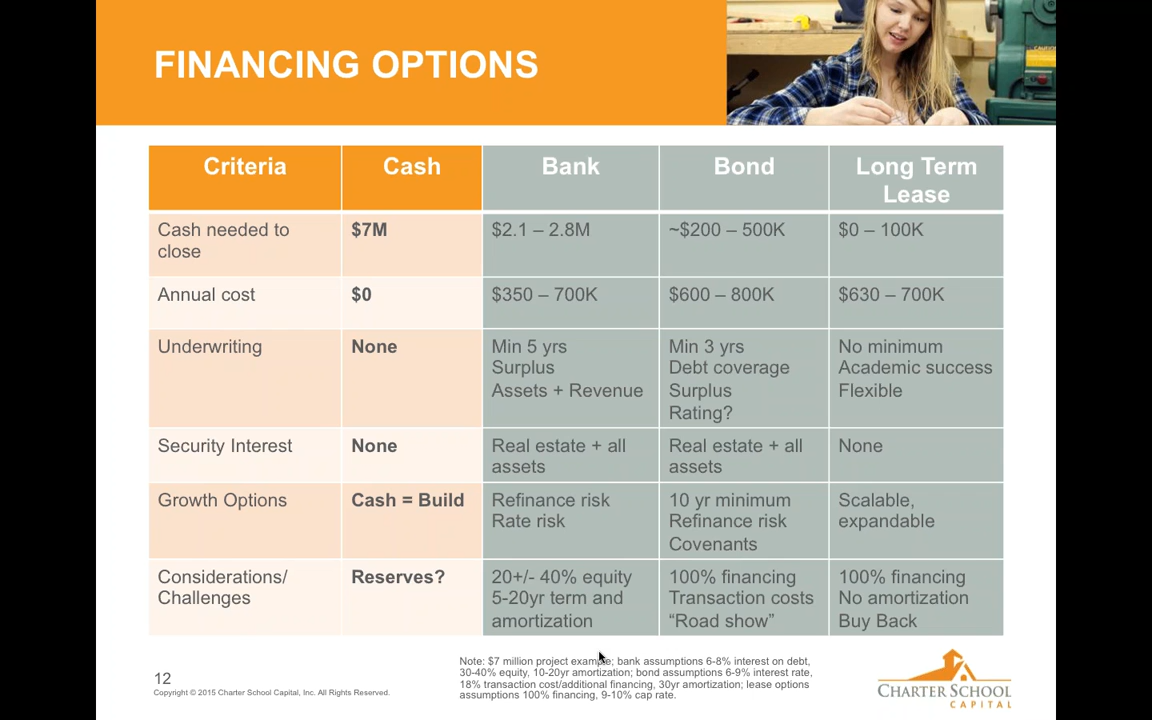 FINANCING OPTIONS
Criteria
Cash
Bank
Bond
Long Term
Lease
Cash needed to
close
$7M
$2.1 – 2.8M
~$200 – 500K
$0 – 100K
Annual cost
$0
$350 – 700K
$600 – 800K
$630 – 700K
Underwriting
None
Min 5 yrs
Surplus
Assets + Revenue
Min 3 yrs
Debt coverage
Surplus
Rating?
No minimum
Academic success
Flexible
Security Interest
None
Real estate + all
assets
Real estate + all
assets
None
Growth Options
Cash = Build
Refinance risk
Rate risk
10 yr minimum
Refinance risk
Covenants
Scalable,
expandable
Considerations/
Challenges
Reserves?
20+/- 40% equity
5-20yr term and
amortization
100% financing
Transaction costs
“Road show”
100% financing
No amortization
Buy Back
Note: $7 million project example; bank assumptions 6-8% interest on debt,
30-40% equity, 10-20yr amortization; bond assumptions 6-9% interest rate,
18% transaction cost/additional financing, 30yr amortization; lease options
assumptions 100% financing, 9-10% cap rate.
12
Copyright © 2015 Charter School Capital, Inc. All Rights Reserved.
CHARTER SCHOOL
CAPITAL